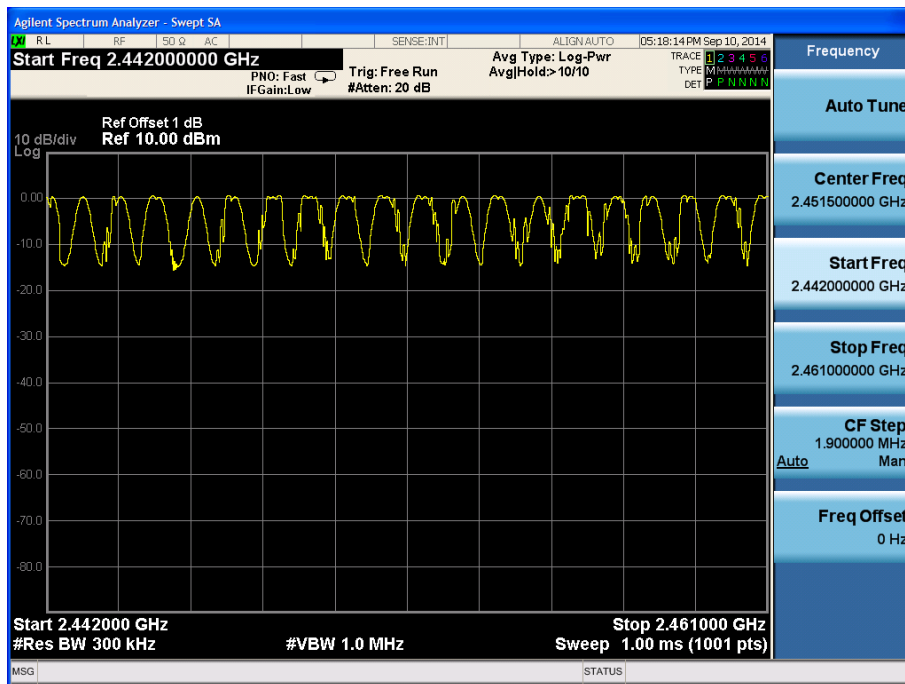 Agilent Spectrum Analyzer - Swept SA
LXI RL RF 50 Ω AC SENSE:INT ALIGN AUTO 05:18:14 PM Sep 10, 2014
Start Freq 2.442000000 GHz
PNO: Fast
IFGain:Low
Trig: Free Run
#Atten: 20 dB
Avg Type: Log-Pwr
Avg|Hold:>10/10
TRACE 1 2 3 4 5 6
TYPE MMWWWW
DET P P N N N N
Ref Offset 1 dB
10 dB/div Ref 10.00 dBm
Log
0.00
-10.0
-20.0
-30.0
-40.0
-50.0
-60.0
-70.0
-80.0
Start 2.442000 GHz Stop 2.461000 GHz
#Res BW 300 kHz #VBW 1.0 MHz Sweep 1.00 ms (1001 pts)
MSG STATUS
Frequency
Auto Tune
Center Freq
2.451500000 GHz
Start Freq
2.442000000 GHz
Stop Freq
2.461000000 GHz
CF Step
1.900000 MHz
Auto Man
Freq Offset
0 Hz